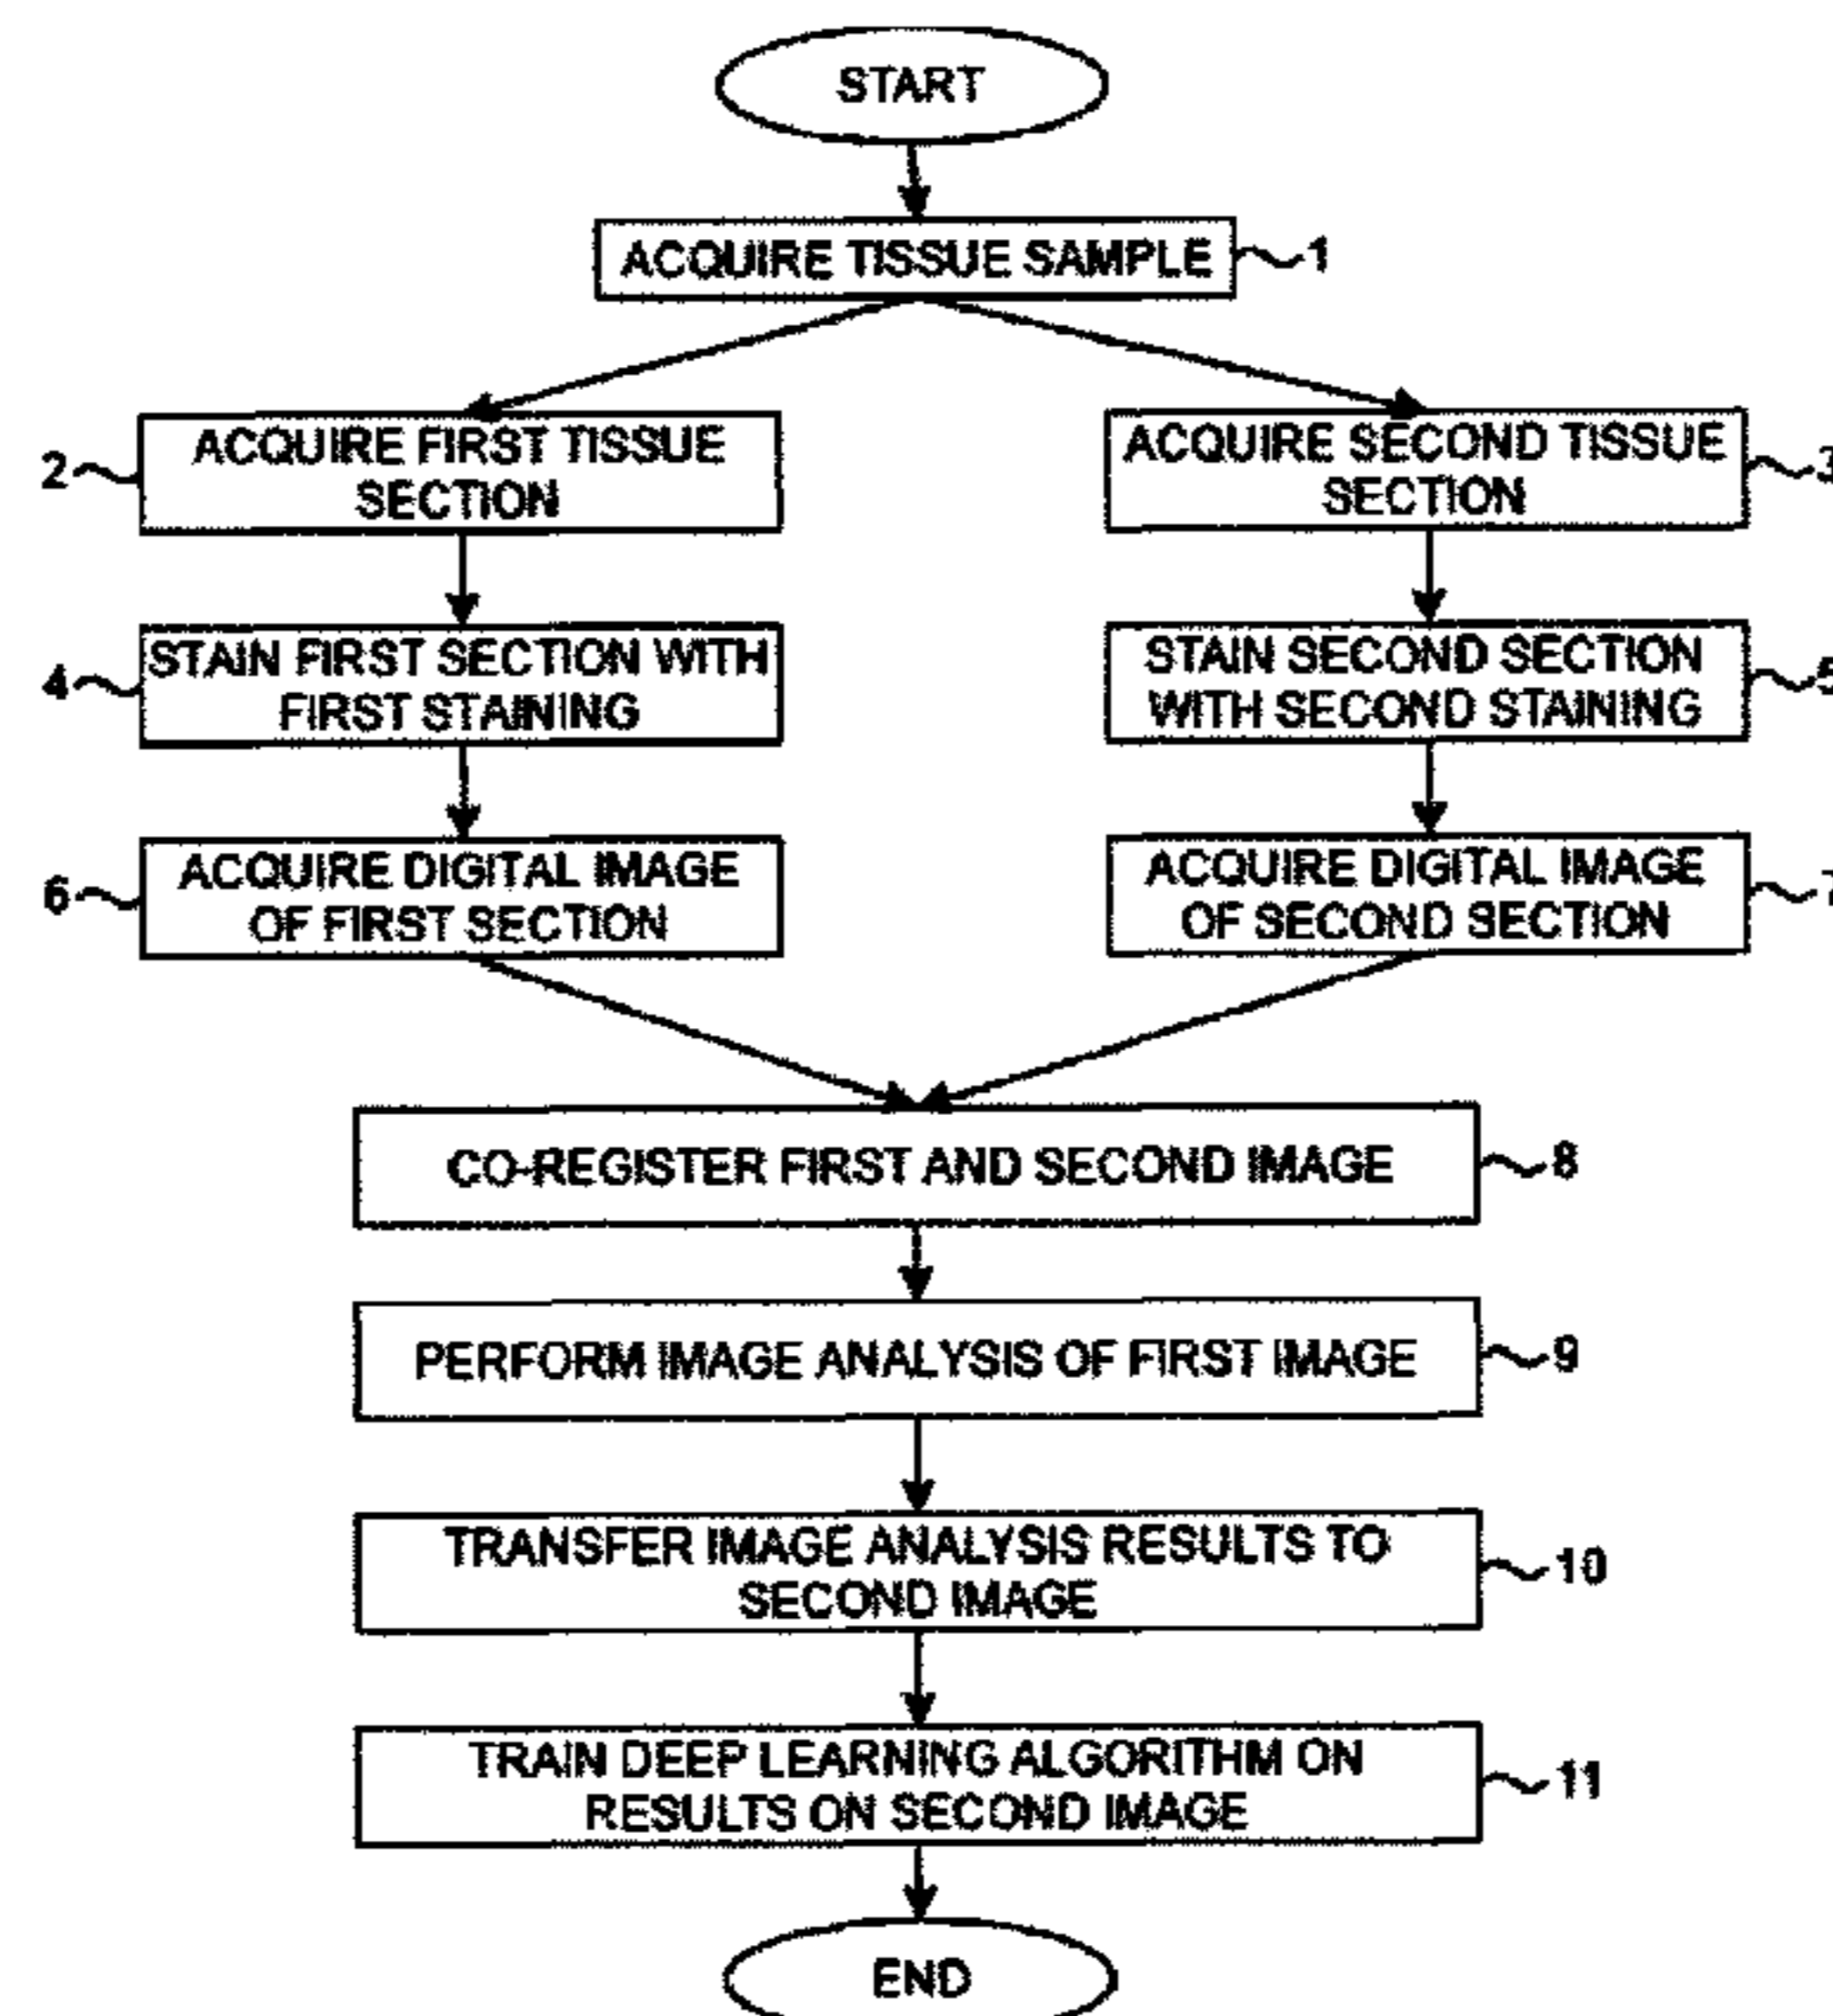 START
ACQUIRE TISSUE SAMPLE
1
ACQUIRE FIRST TISSUE
SECTION
2
ACQUIRE SECOND TISSUE
SECTION
3
STAIN FIRST SECTION WITH
FIRST STAINING
4
STAIN SECOND SECTION
WITH SECOND STAINING
5
ACQUIRE DIGITAL IMAGE
OF FIRST SECTION
6
ACQUIRE DIGITAL IMAGE
OF SECOND SECTION
7
CO-REGISTER FIRST AND SECOND IMAGE
8
PERFORM IMAGE ANALYSIS OF FIRST IMAGE
9
TRANSFER IMAGE ANALYSIS RESULTS TO
SECOND IMAGE
10
TRAIN DEEP LEARNING ALGORITHM ON
RESULTS ON SECOND IMAGE
11
END